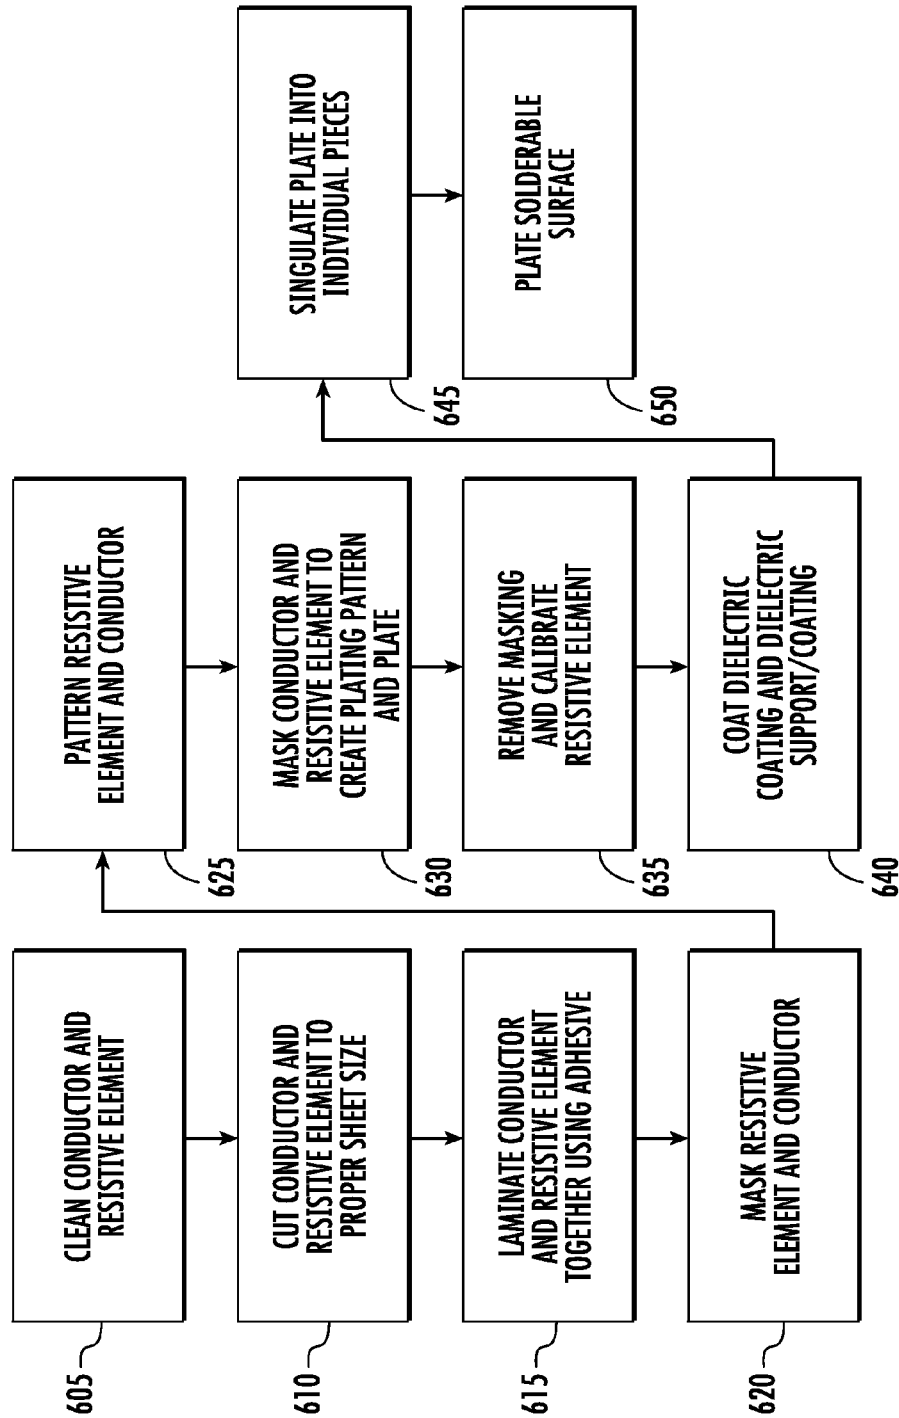 605
CLEAN CONDUCTOR AND
RESISTIVE ELEMENT
610
CUT CONDUCTOR AND
RESISTIVE ELEMENT TO
PROPER SHEET SIZE
615
LAMINATE CONDUCTOR
AND RESISTIVE ELEMENT
TOGETHER USING ADHESIVE
620
MASK RESISTIVE
ELEMENT AND CONDUCTOR
625
PATTERN RESISTIVE
ELEMENT AND CONDUCTOR
630
MASK CONDUCTOR AND
RESISTIVE ELEMENT TO
CREATE PLATING PATTERN
AND PLATE
635
REMOVE MASKING
AND CALIBRATE
RESISTIVE ELEMENT
640
COAT DIELECTRIC
COATING AND DIELECTRIC
SUPPORT/COATING
645
SINGULATE PLATE INTO
INDIVIDUAL PIECES
650
PLATE SOLDERABLE
SURFACE